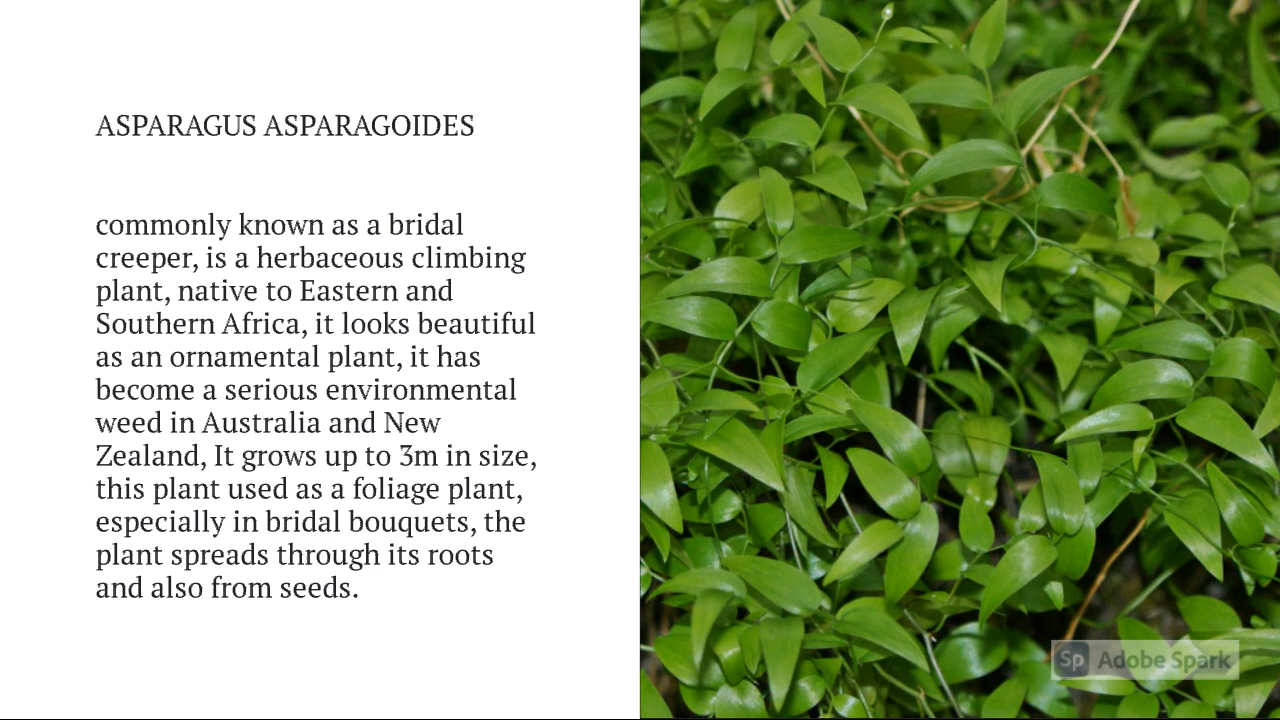 ASPARAGUS ASPARAGOIDES
commonly known as a bridal
creeper, is a herbaceous climbing
plant, native to Eastern and
Southern Africa, it looks beautiful
as an ornamental plant, it has
become a serious environmental
weed in Australia and New
Zealand, It grows up to 3m in size,
this plant used as a foliage plant,
especially in bridal bouquets, the
plant spreads through its roots
and also from seeds.
Sp Adobe Spark